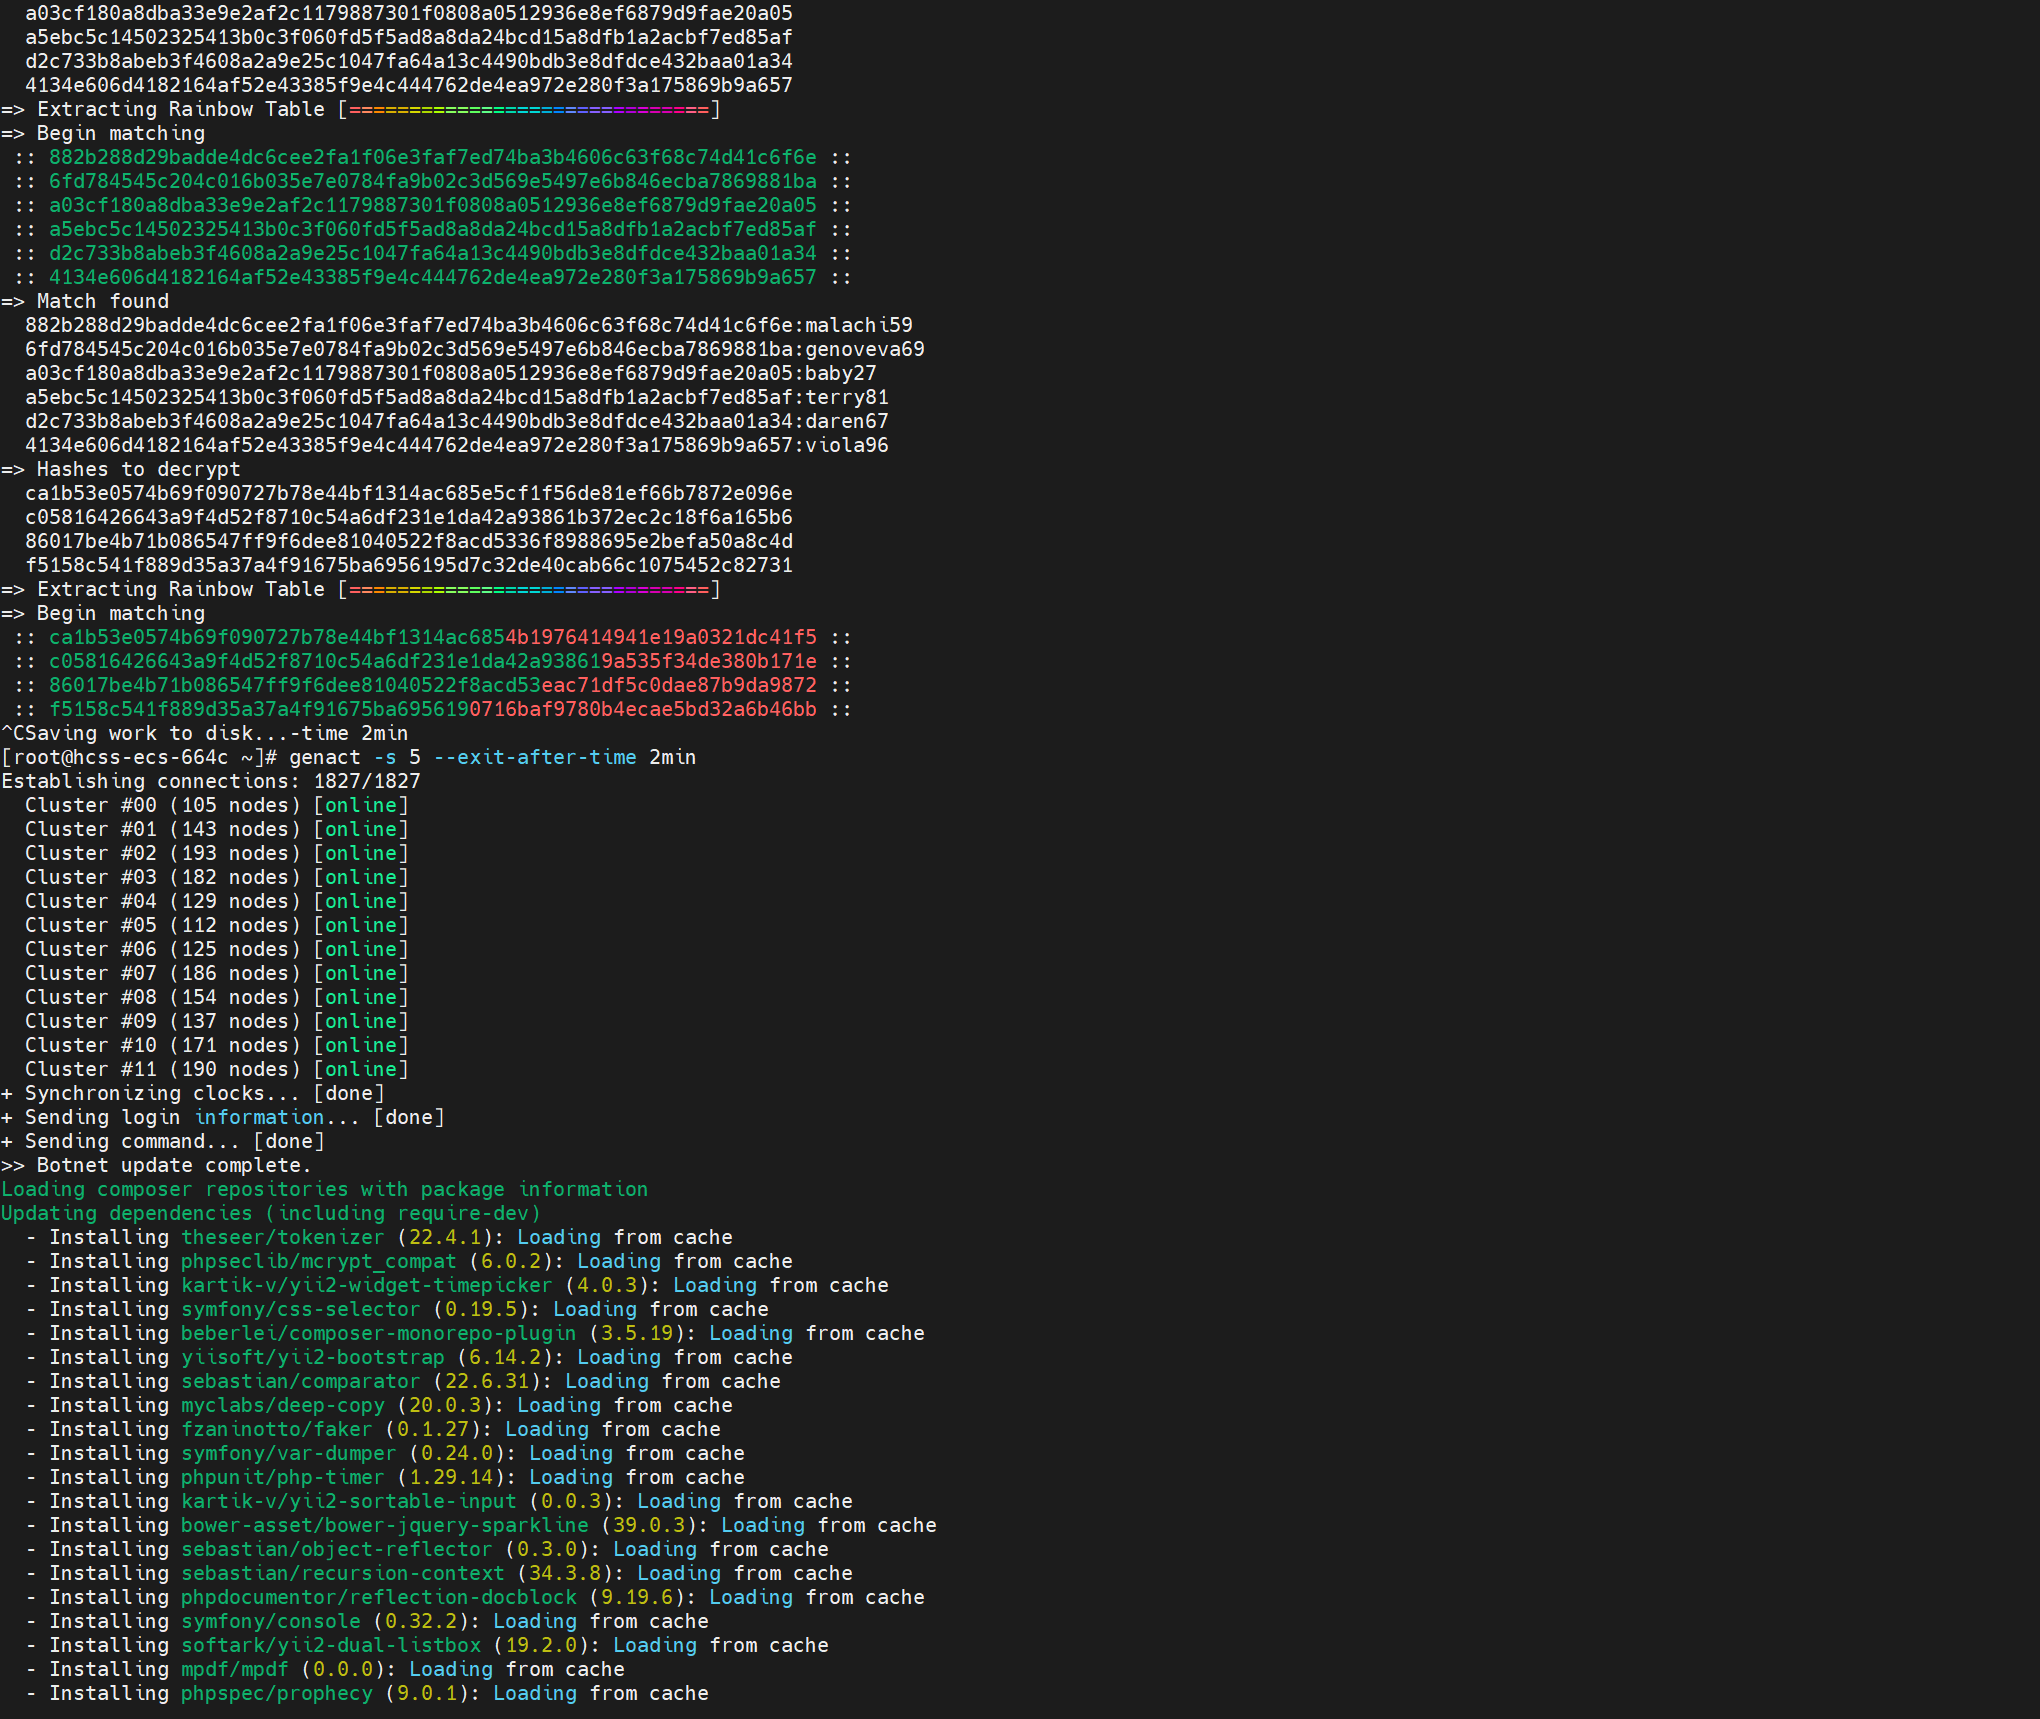 a03cf180a8dba33e9e2af2c1179887301f0808a0512936e8ef6879d9fae20a05
a5ebc5c14502325413b0c3f060fd5f5ad8a8da24bcd15a8dfb1a2acbf7ed85af
d2c733b8abeb3f4608a2a9e25c1047fa64a13c4490bdb3e8dfdce432baa01a34
4134e606d4182164af52e43385f9e4c444762de4ea972e280f3a175869b9a657
=> Extracting Rainbow Table [==============================]
=> Begin matching
:: 882b288d29badde4dc6cee2fa1f06e3faf7ed74ba3b4606c63f68c74d41c6f6e ::
:: 6fd784545c204c016b035e7e0784fa9b02c3d569e5497e6b846ecba7869881ba ::
:: a03cf180a8dba33e9e2af2c1179887301f0808a0512936e8ef6879d9fae20a05 ::
:: a5ebc5c14502325413b0c3f060fd5f5ad8a8da24bcd15a8dfb1a2acbf7ed85af ::
:: d2c733b8abeb3f4608a2a9e25c1047fa64a13c4490bdb3e8dfdce432baa01a34 ::
:: 4134e606d4182164af52e43385f9e4c444762de4ea972e280f3a175869b9a657 ::
=> Match found
882b288d29badde4dc6cee2fa1f06e3faf7ed74ba3b4606c63f68c74d41c6f6e:malachi59
6fd784545c204c016b035e7e0784fa9b02c3d569e5497e6b846ecba7869881ba:genoveva69
a03cf180a8dba33e9e2af2c1179887301f0808a0512936e8ef6879d9fae20a05:baby27
a5ebc5c14502325413b0c3f060fd5f5ad8a8da24bcd15a8dfb1a2acbf7ed85af:terry81
d2c733b8abeb3f4608a2a9e25c1047fa64a13c4490bdb3e8dfdce432baa01a34:daren67
4134e606d4182164af52e43385f9e4c444762de4ea972e280f3a175869b9a657:viola96
=> Hashes to decrypt
ca1b53e0574b69f090727b78e44bf1314ac685e5cf1f56de81ef66b7872e096e
c05816426643a9f4d52f8710c54a6df231e1da42a93861b372ec2c18f6a165b6
86017be4b71b086547ff9f6dee81040522f8acd5336f8988695e2befa50a8c4d
f5158c541f889d35a37a4f91675ba6956195d7c32de40cab66c1075452c82731
=> Extracting Rainbow Table [==============================]
=> Begin matching
:: ca1b53e0574b69f090727b78e44bf1314ac6854b1976414941e19a0321dc41f5 ::
:: c05816426643a9f4d52f8710c54a6df231e1da42a938619a535f34de380b171e ::
:: 86017be4b71b086547ff9f6dee81040522f8acd53eac71df5c0dae87b9da9872 ::
:: f5158c541f889d35a37a4f91675ba6956190716baf9780b4ecae5bd32a6b46bb ::
^CSaving work to disk...-time 2min
[root@hcss-ecs-664c ~]# genact -s 5 --exit-after-time 2min
Establishing connections: 1827/1827
Cluster #00 (105 nodes) [online]
Cluster #01 (143 nodes) [online]
Cluster #02 (193 nodes) [online]
Cluster #03 (182 nodes) [online]
Cluster #04 (129 nodes) [online]
Cluster #05 (112 nodes) [online]
Cluster #06 (125 nodes) [online]
Cluster #07 (186 nodes) [online]
Cluster #08 (154 nodes) [online]
Cluster #09 (137 nodes) [online]
Cluster #10 (171 nodes) [online]
Cluster #11 (190 nodes) [online]
+ Synchronizing clocks... [done]
+ Sending login information... [done]
+ Sending command... [done]
>> Botnet update complete.
Loading composer repositories with package information
Updating dependencies (including require-dev)
- Installing theseer/tokenizer (22.4.1): Loading from cache
- Installing phpseclib/mcrypt_compat (6.0.2): Loading from cache
- Installing kartik-v/yii2-widget-timepicker (4.0.3): Loading from cache
- Installing symfony/css-selector (0.19.5): Loading from cache
- Installing beberlei/composer-monorepo-plugin (3.5.19): Loading from cache
- Installing yiisoft/yii2-bootstrap (6.14.2): Loading from cache
- Installing sebastian/comparator (22.6.31): Loading from cache
- Installing myclabs/deep-copy (20.0.3): Loading from cache
- Installing fzaninotto/faker (0.1.27): Loading from cache
- Installing symfony/var-dumper (0.24.0): Loading from cache
- Installing phpunit/php-timer (1.29.14): Loading from cache
- Installing kartik-v/yii2-sortable-input (0.0.3): Loading from cache
- Installing bower-asset/bower-jquery-sparkline (39.0.3): Loading from cache
- Installing sebastian/object-reflector (0.3.0): Loading from cache
- Installing sebastian/recursion-context (34.3.8): Loading from cache
- Installing phpdocumentor/reflection-docblock (9.19.6): Loading from cache
- Installing symfony/console (0.32.2): Loading from cache
- Installing softark/yii2-dual-listbox (19.2.0): Loading from cache
- Installing mpdf/mpdf (0.0.0): Loading from cache
- Installing phpspec/prophecy (9.0.1): Loading from cache